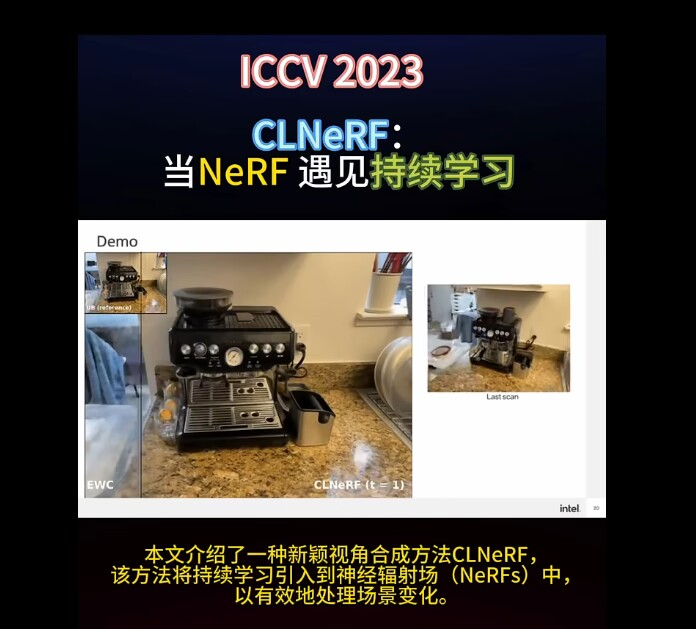 ICCV 2023
CLNeRF：
当NeRF 遇见持续学习
Demo
UB (reference)
EWC
CLNeRF (t = 1)
Last scan
intel.
30
本文介绍了一种新颖视角合成方法CLNeRF，
该方法将持续学习引入到神经辐射场（NeRFs）中，
以有效地处理场景变化。